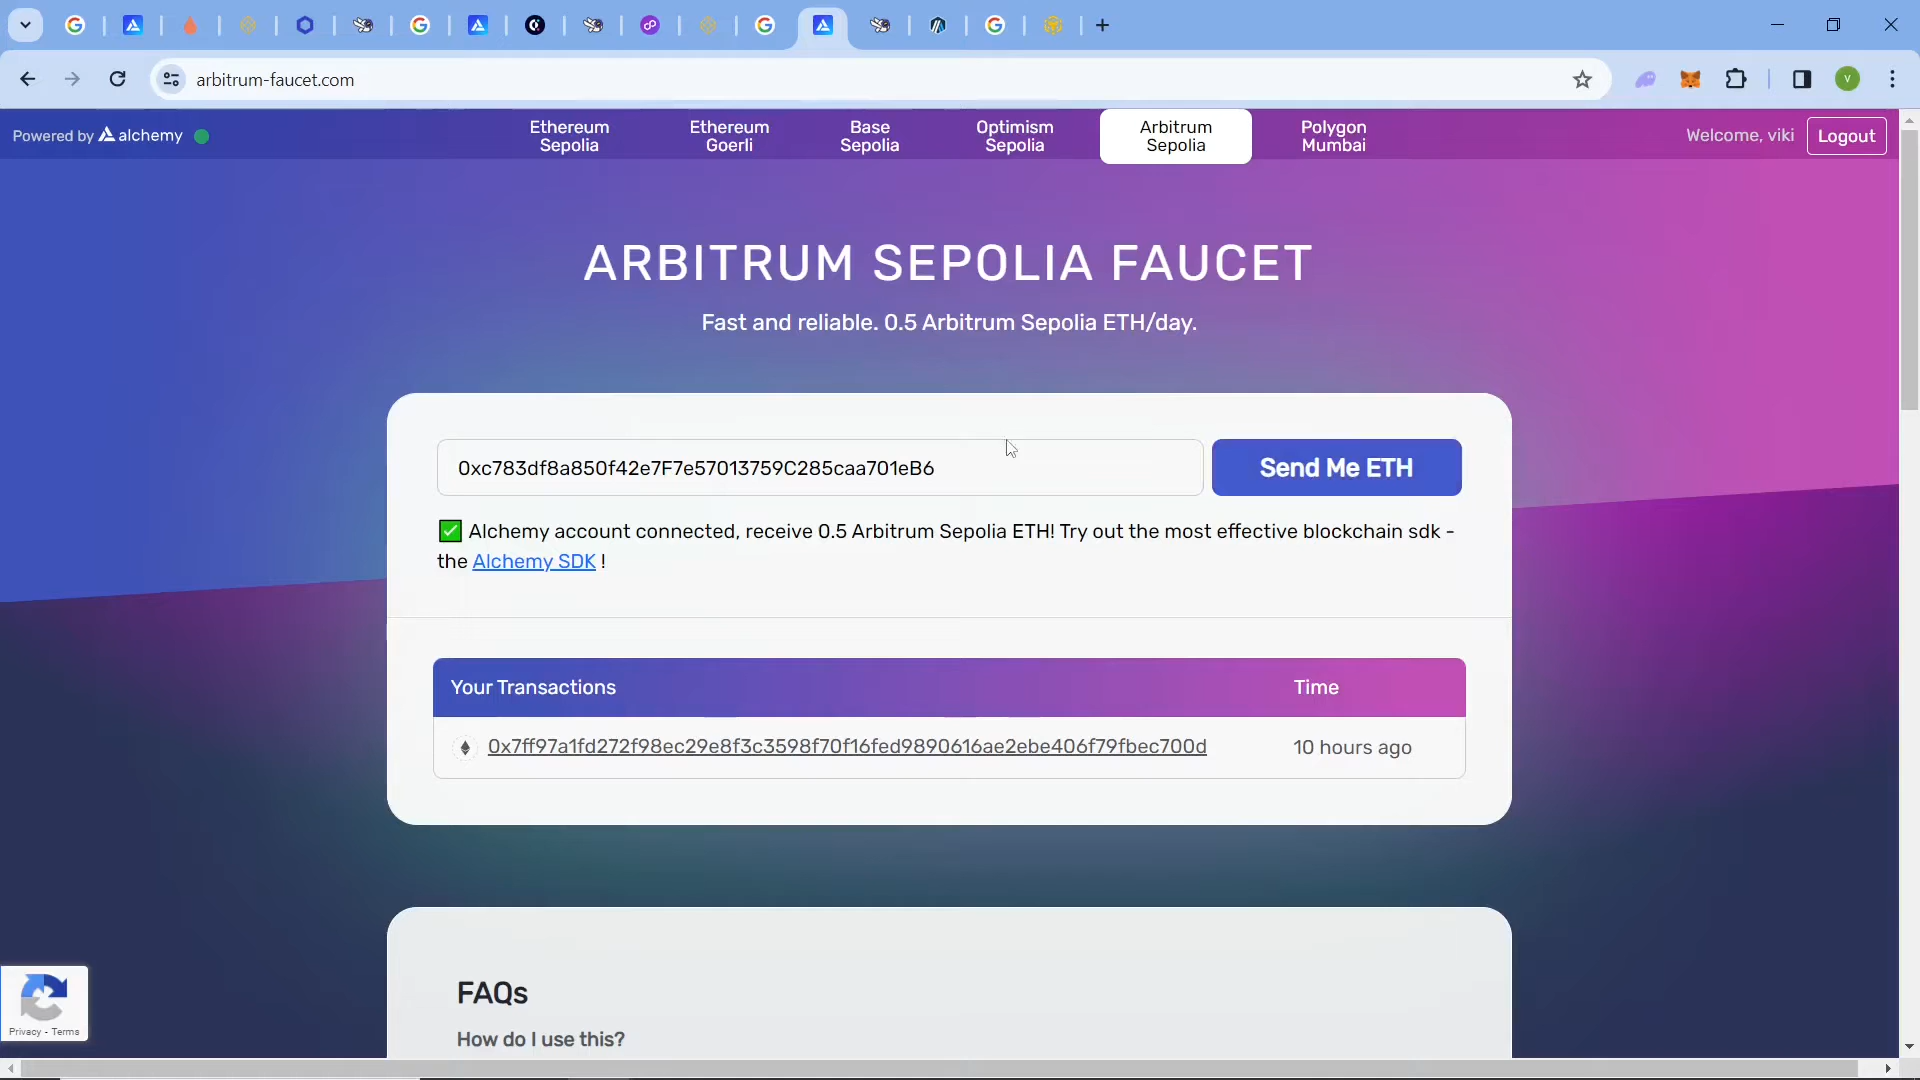 arbitrum-faucet.com
V
Powered by alchemy
Ethereum
Sepolia
Ethereum
Goerli
Base
Sepolia
Optimism
Sepolia
Arbitrum
Sepolia
Polygon
Mumbai
Welcome, viki
Logout
ARBITRUM SEPOLIA FAUCET
Fast and reliable. 0.5 Arbitrum Sepolia ETH/day.
0xc783df8a850f42e7F7e57013759C285caa701eB6
Send Me ETH
Alchemy account connected, receive 0.5 Arbitrum Sepolia ETH! Try out the most effective blockchain sdk -
the Alchemy SDK !
Your Transactions
Time
0x7ff97a1fd272f98ec29e8f3c3598f70f16fed9890616ae2ebe406f79fbec700d
10 hours ago
FAQs
How do I use this?
Privacy - Terms